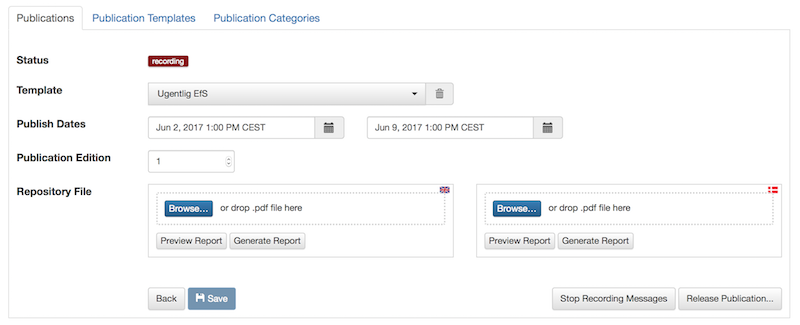 Publications Publication Templates Publication Categories
Status recording
Template Ugentlig EfS
Publish Dates Jun 2, 2017 1:00 PM CEST Jun 9, 2017 1:00 PM CEST
Publication Edition 1
Repository File
Browse... or drop .pdf file here Browse... or drop .pdf file here
Preview Report Generate Report Preview Report Generate Report
Back Save Stop Recording Messages Release Publication...